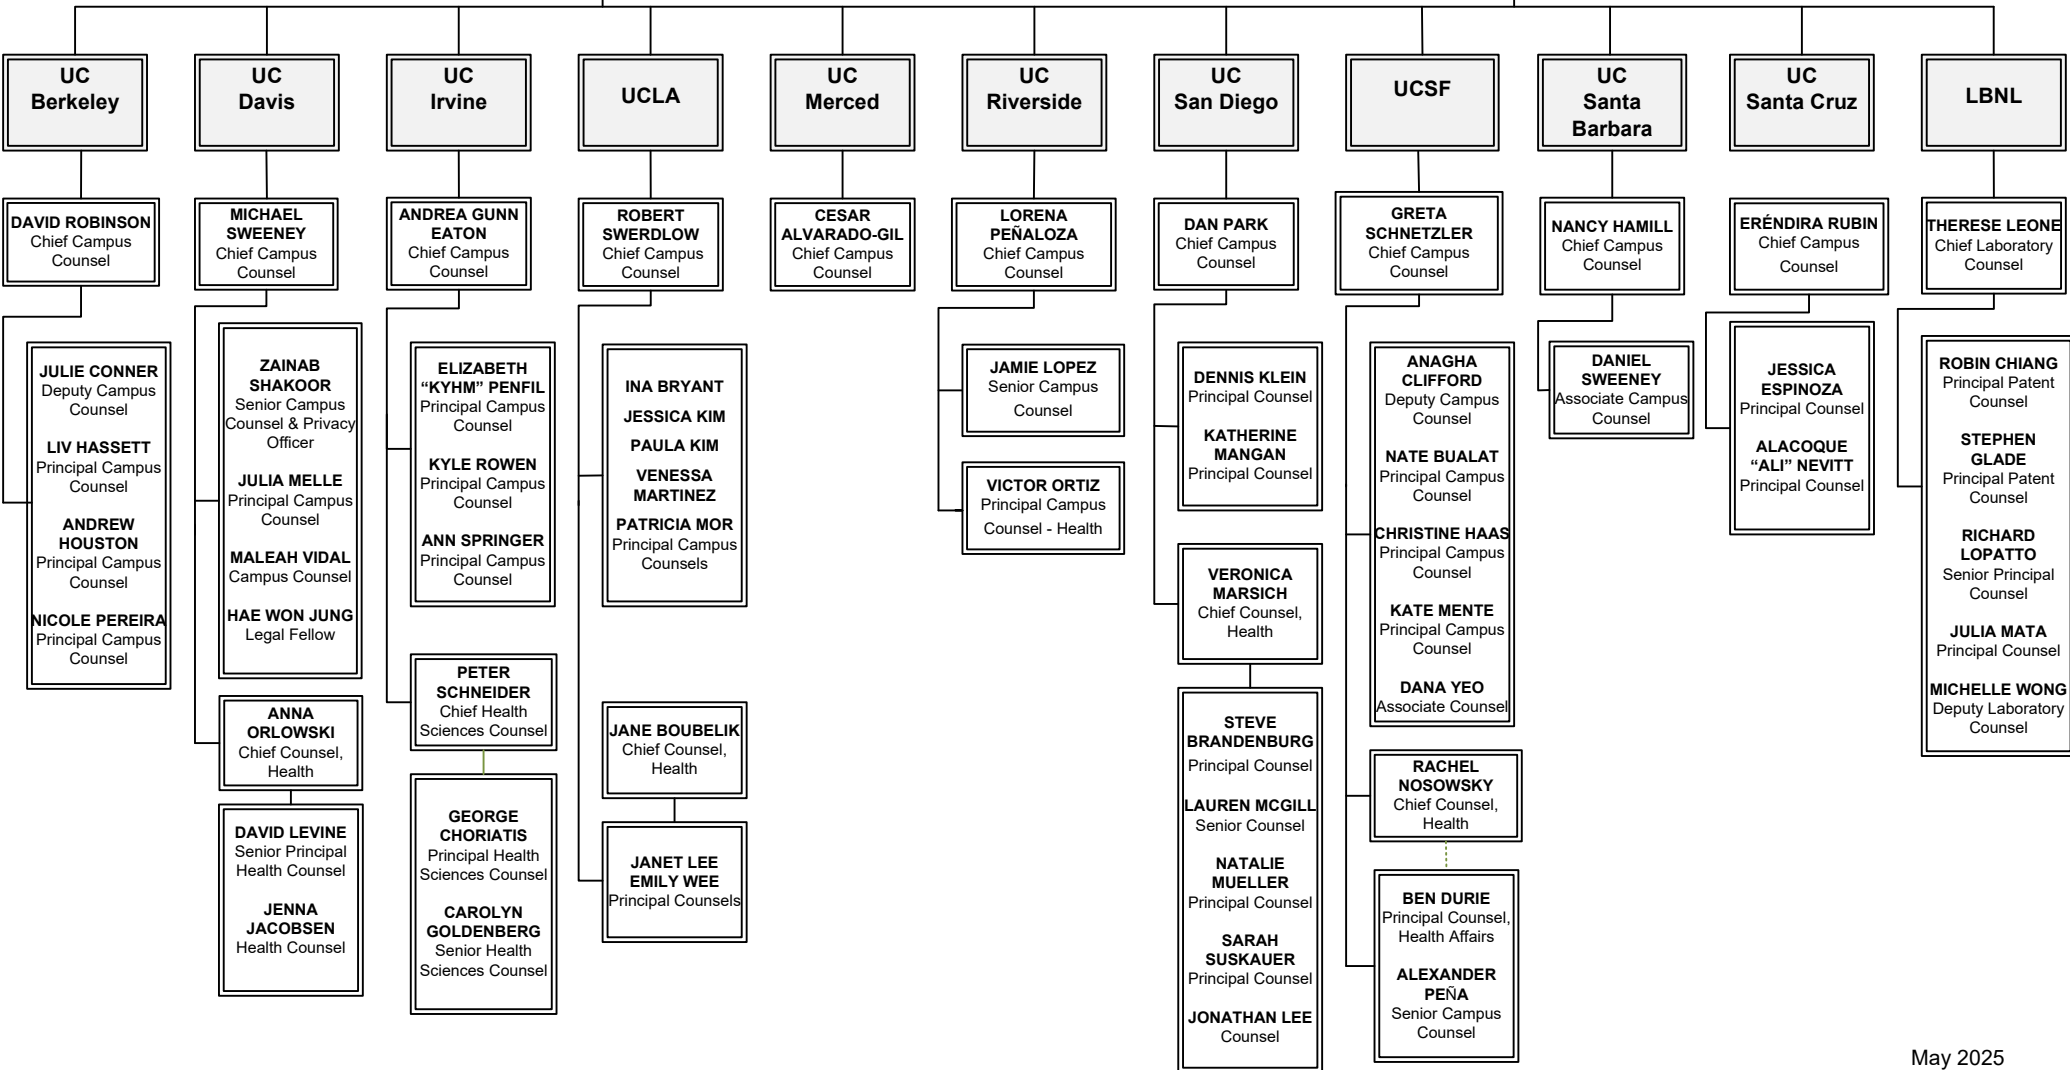 UC
Berkeley
DAVID ROBINSON
Chief Campus
Counsel
JULIE CONNER
Deputy Campus
Counsel
LIV HASSETT
Principal Campus
Counsel
ANDREW
HOUSTON
Principal Campus
Counsel
NICOLE PEREIRA
Principal Campus
Counsel
UC
Davis
MICHAEL
SWEENEY
Chief Campus
Counsel
ZAINAB
SHAKOOR
Senior Campus
Counsel & Privacy
Officer
JULIA MELLE
Principal Campus
Counsel
MALEAH VIDAL
Campus Counsel
HAE WON JUNG
Legal Fellow
ANNA
ORLOWSKI
Chief Counsel,
Health
DAVID LEVINE
Senior Principal
Health Counsel
JENNA
JACOBSEN
Health Counsel
UC
Irvine
ANDREA GUNN
EATON
Chief Campus
Counsel
ELIZABETH
“KYHM” PENFIL
Principal Campus
Counsel
KYLE ROWEN
Principal Campus
Counsel
ANN SPRINGER
Principal Campus
Counsel
PETER
SCHNEIDER
Chief Health
Sciences Counsel
GEORGE
CHORIATIS
Principal Health
Sciences Counsel
CAROLYN
GOLDENBERG
Senior Health
Sciences Counsel
UCLA
ROBERT
SWERDLOW
Chief Campus
Counsel
INA BRYANT
JESSICA KIM
PAULA KIM
VENESSA
MARTINEZ
PATRICIA MOR
Principal Campus
Counsels
JANE BOUBELIK
Chief Counsel,
Health
JANET LEE
EMILY WEE
Principal Counsels
UC
Merced
CESAR
ALVARADO-GIL
Chief Campus
Counsel
UC
Riverside
LORENA
PEÑALOZA
Chief Campus
Counsel
JAMIE LOPEZ
Senior Campus
Counsel
VICTOR ORTIZ
Principal Campus
Counsel - Health
UC
San Diego
DAN PARK
Chief Campus
Counsel
DENNIS KLEIN
Principal Counsel
KATHERINE
MANGAN
Principal Counsel
VERONICA
MARSICH
Chief Counsel,
Health
STEVE
BRANDENBURG
Principal Counsel
LAUREN MCGILL
Senior Counsel
NATALIE
MUELLER
Principal Counsel
SARAH
SUSKAUER
Principal Counsel
JONATHAN LEE
Counsel
UCSF
GRETA
SCHNETZLER
Chief Campus
Counsel
ANAGHA
CLIFFORD
Deputy Campus
Counsel
NATE BUALAT
Principal Campus
Counsel
CHRISTINE HAAS
Principal Campus
Counsel
KATE MENTE
Principal Campus
Counsel
DANA YEO
Associate Counsel
RACHEL
NOSOWSKY
Chief Counsel,
Health
BEN DURIE
Principal Counsel,
Health Affairs
ALEXANDER
PEÑA
Senior Campus
Counsel
UC
Santa
Barbara
NANCY HAMILL
Chief Campus
Counsel
DANIEL
SWEENEY
Associate Campus
Counsel
UC
Santa Cruz
ERÉNDIRA RUBIN
Chief Campus
Counsel
JESSICA
ESPINOZA
Principal Counsel
ALACOQUE
“ALI” NEVITT
Principal Counsel
LBNL
THERESE LEONE
Chief Laboratory
Counsel
ROBIN CHIANG
Principal Patent
Counsel
STEPHEN
GLADE
Principal Patent
Counsel
RICHARD
LOPATTO
Senior Principal
Counsel
JULIA MATA
Principal Counsel
MICHELLE WONG
Deputy Laboratory
Counsel
May 2025